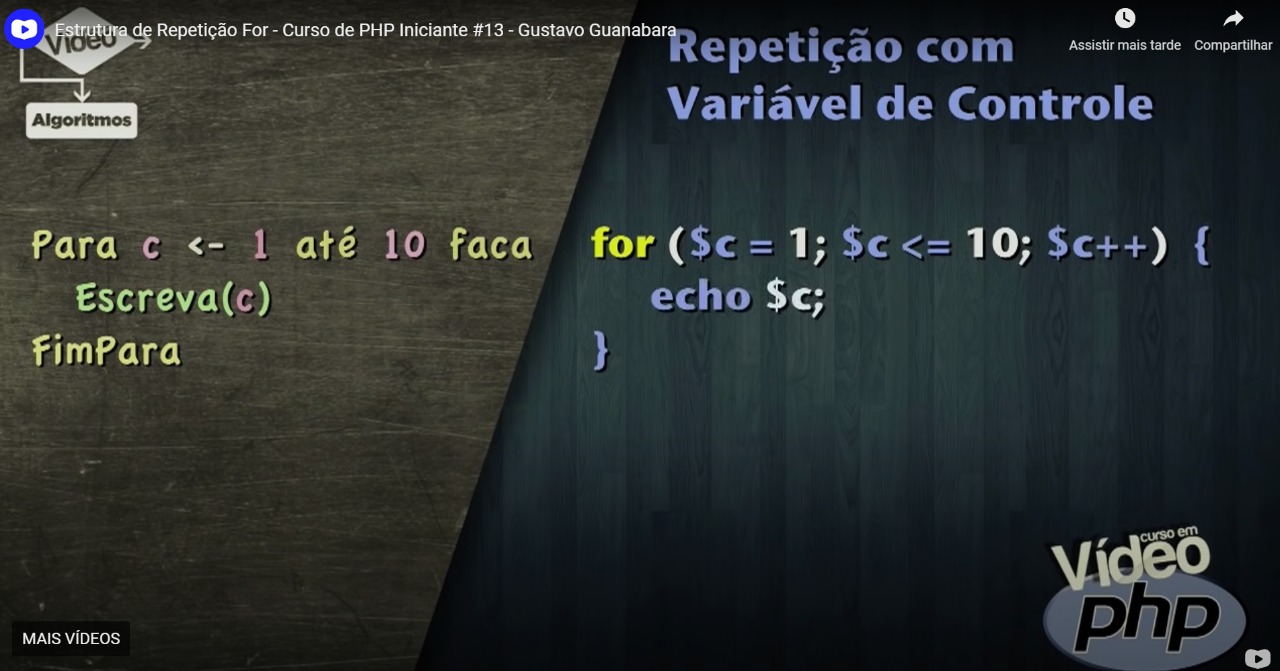 Estrutura de Repetição For - Curso de PHP Iniciante #13 - Gustavo Guanabara
Assistir mais tarde
Compartilhar
Vídeo
Algoritmos
Repetição com
Variável de Controle
Para c <- 1 até 10 faca
Escreva(c)
FimPara
for ($c = 1; $c <= 10; $c++) {
echo $c;
}
curso em
Vídeo
php
MAIS VÍDEOS